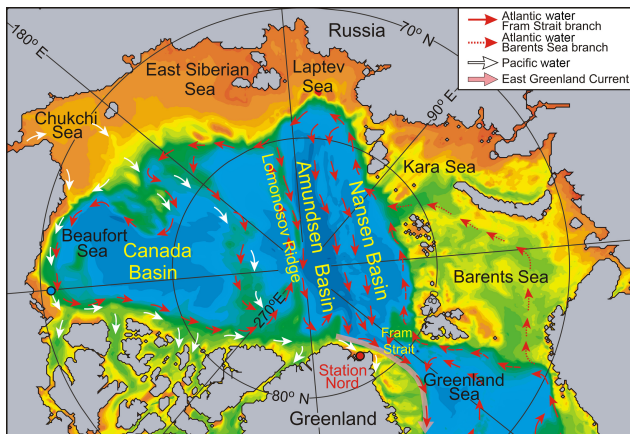 180° E
Russia
70° N
Atlantic water
Fram Strait branch
Atlantic water
Barents Sea branch
Pacific water
East Greenland Current
East Siberian
Sea
Laptev
Sea
Chukchi
Sea
90° E
Kara Sea
Lomonosov Ridge
Amundsen
Basin
Nansen Basin
Beaufort
Sea
Canada
Basin
Barents Sea
270°E
Fram
Strait
Station
Nord
Greenland
Sea
80° N
Greenland